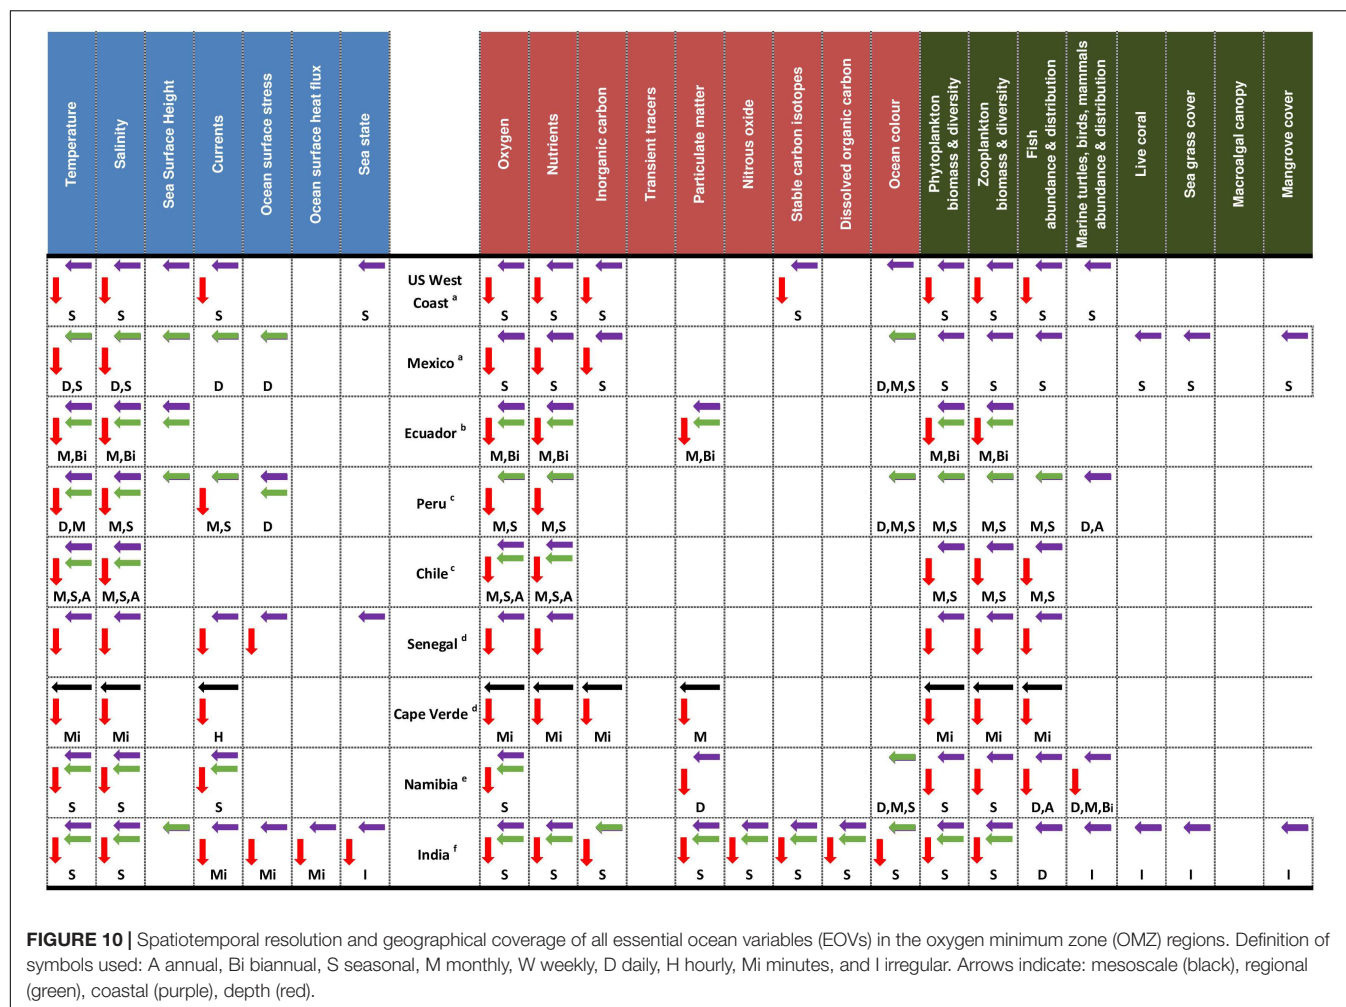 Temperature
Salinity
Sea Surface Height
Currents
Ocean surface stress
Ocean surface heat flux
Sea state
Oxygen
Nutrients
Inorganic carbon
Transient tracers
Particulate matter
Nitrous oxide
Stable carbon isotopes
Dissolved organic carbon
Ocean colour
Phytoplankton
biomass & diversity
Zooplankton
biomass & diversity
Fish
abundance & distribution
Marine turtles, birds, mammals
abundance & distribution
Live coral
Sea grass cover
Macroalgal canopy
Mangrove cover
US West
Coast a
S S S S S S S S S S S S
Mexico a
D,S D,S D D S S S D,M,S S S S S S S
Ecuador b
M,Bi M,Bi M,Bi M,Bi M,Bi M,Bi M,Bi
Peru c
D,M M,S M,S D M,S M,S D,M,S M,S M,S M,S D,A
Chile c
M,S,A M,S,A M,S,A M,S,A M,S M,S M,S
Senegal d
Cape Verde d
Mi Mi H Mi Mi Mi M Mi Mi Mi
Namibia e
S S S S D D,M,S S S D,A D,M,Bi
India f
S S Mi Mi Mi I S S S S S S S S S S D I I I I
FIGURE 10 | Spatiotemporal resolution and geographical coverage of all essential ocean variables (EOVs) in the oxygen minimum zone (OMZ) regions. Definition of
symbols used: A annual, Bi biannual, S seasonal, M monthly, W weekly, D daily, H hourly, Mi minutes, and I irregular. Arrows indicate: mesoscale (black), regional
(green), coastal (purple), depth (red).